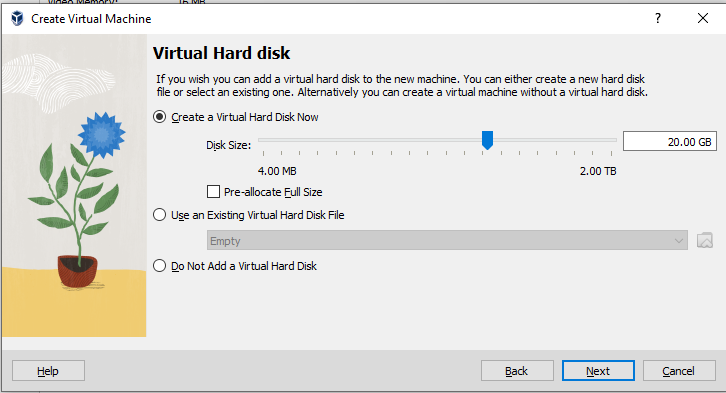 Video Memory: 16 MB
Create Virtual Machine
Virtual Hard disk
If you wish you can add a virtual hard disk to the new machine. You can either create a new hard disk
file or select an existing one. Alternatively you can create a virtual machine without a virtual hard disk.
Create a Virtual Hard Disk Now
Disk Size: 20.00 GB
4.00 MB 2.00 TB
Pre-allocate Full Size
Use an Existing Virtual Hard Disk File
Empty
Do Not Add a Virtual Hard Disk
Help Back Next Cancel